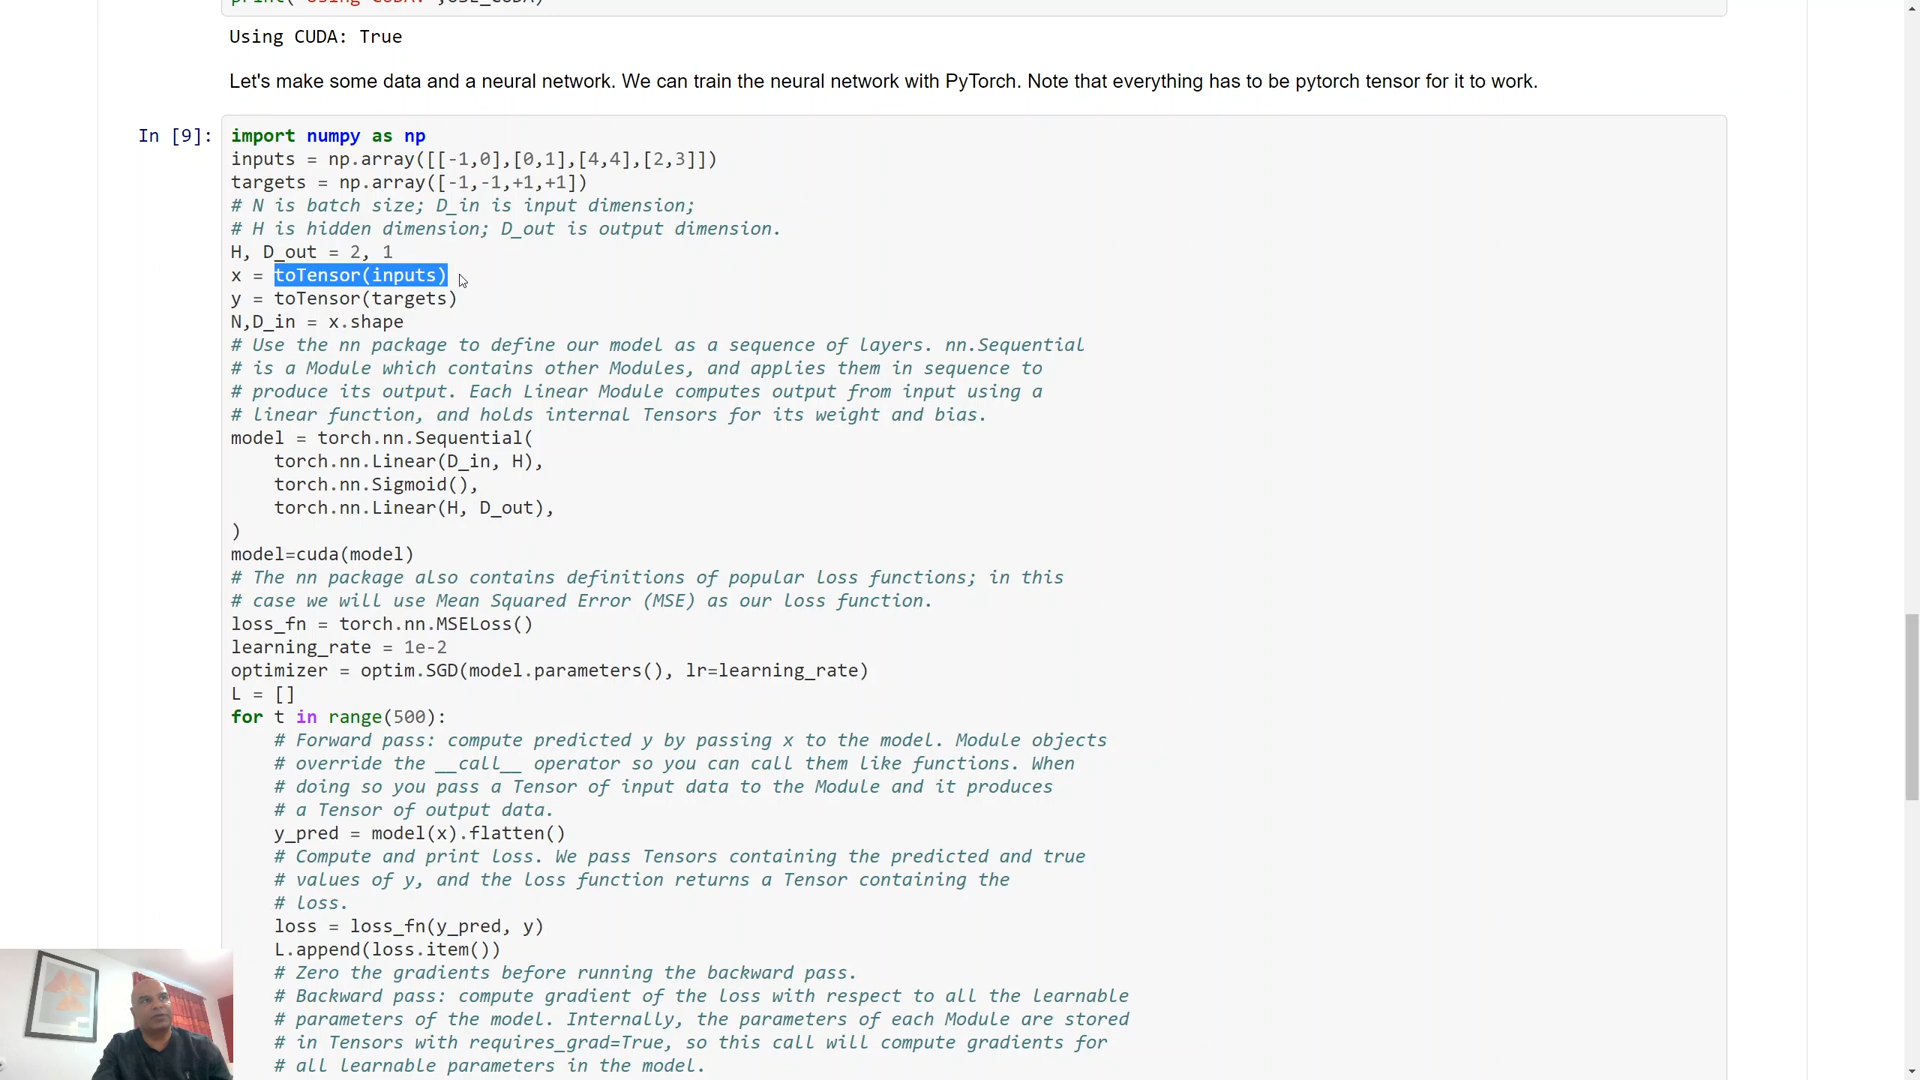 Using CUDA: True
Let's make some data and a neural network. We can train the neural network with PyTorch. Note that everything has to be pytorch tensor for it to work.
In [9]:
import numpy as np
inputs = np.array([[-1,0],[0,1],[4,4],[2,3]])
targets = np.array([-1,-1,+1,+1])
# N is batch size; D_in is input dimension;
# H is hidden dimension; D_out is output dimension.
H, D_out = 2, 1
x = toTensor(inputs)
y = toTensor(targets)
N,D_in = x.shape
# Use the nn package to define our model as a sequence of layers. nn.Sequential
# is a Module which contains other Modules, and applies them in sequence to
# produce its output. Each Linear Module computes output from input using a
# linear function, and holds internal Tensors for its weight and bias.
model = torch.nn.Sequential(
    torch.nn.Linear(D_in, H),
    torch.nn.Sigmoid(),
    torch.nn.Linear(H, D_out),
)
model=cuda(model)
# The nn package also contains definitions of popular loss functions; in this
# case we will use Mean Squared Error (MSE) as our loss function.
loss_fn = torch.nn.MSELoss()
learning_rate = 1e-2
optimizer = optim.SGD(model.parameters(), lr=learning_rate)
L = []
for t in range(500):
    # Forward pass: compute predicted y by passing x to the model. Module objects
    # override the __call__ operator so you can call them like functions. When
    # doing so you pass a Tensor of input data to the Module and it produces
    # a Tensor of output data.
    y_pred = model(x).flatten()
    # Compute and print loss. We pass Tensors containing the predicted and true
    # values of y, and the loss function returns a Tensor containing the
    # loss.
    loss = loss_fn(y_pred, y)
    L.append(loss.item())
    # Zero the gradients before running the backward pass.
    # Backward pass: compute gradient of the loss with respect to all the learnable
    # parameters of the model. Internally, the parameters of each Module are stored
    # in Tensors with requires_grad=True, so this call will compute gradients for
    # all learnable parameters in the model.